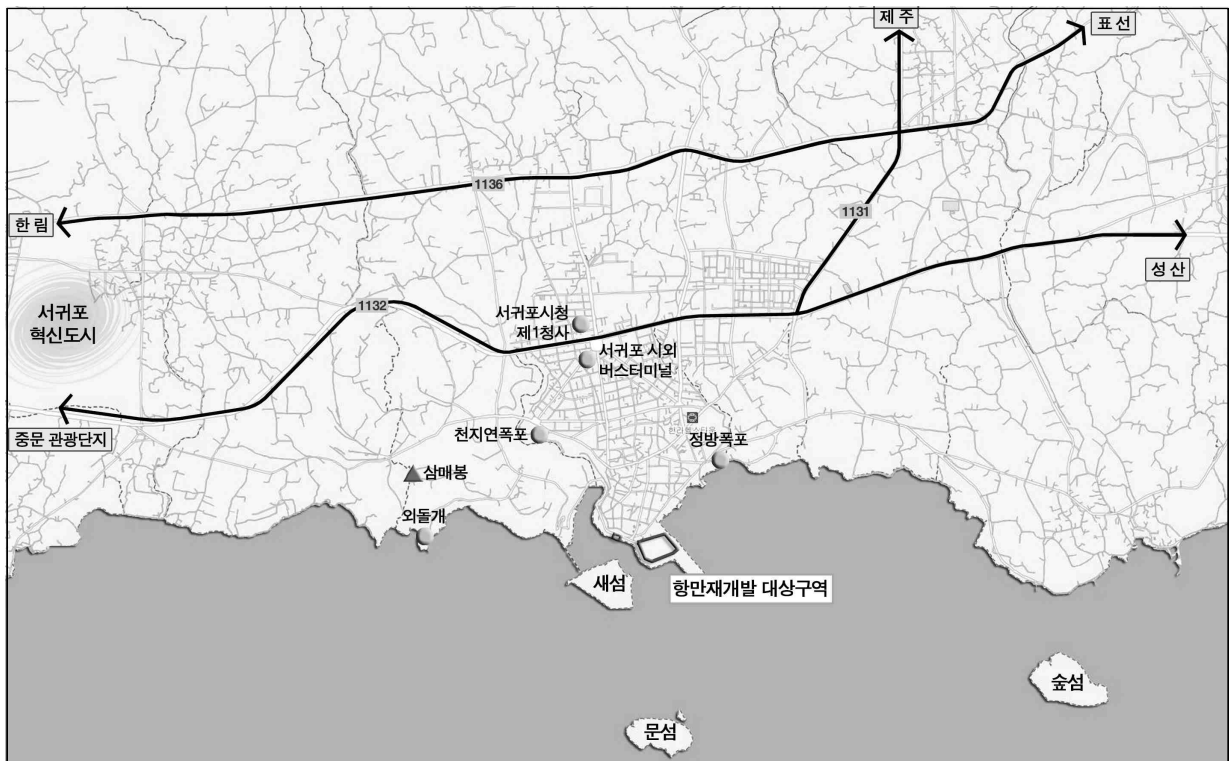 제 주
표 선
1136
1131
한 림
성 산
서귀포
혁신도시
1132
서귀포시청
제1청사
서귀포 시외
버스터미널
중문 관광단지
천지연폭포
정방폭포
삼매봉
외돌개
새섬
항만재개발 대상구역
숲섬
문섬